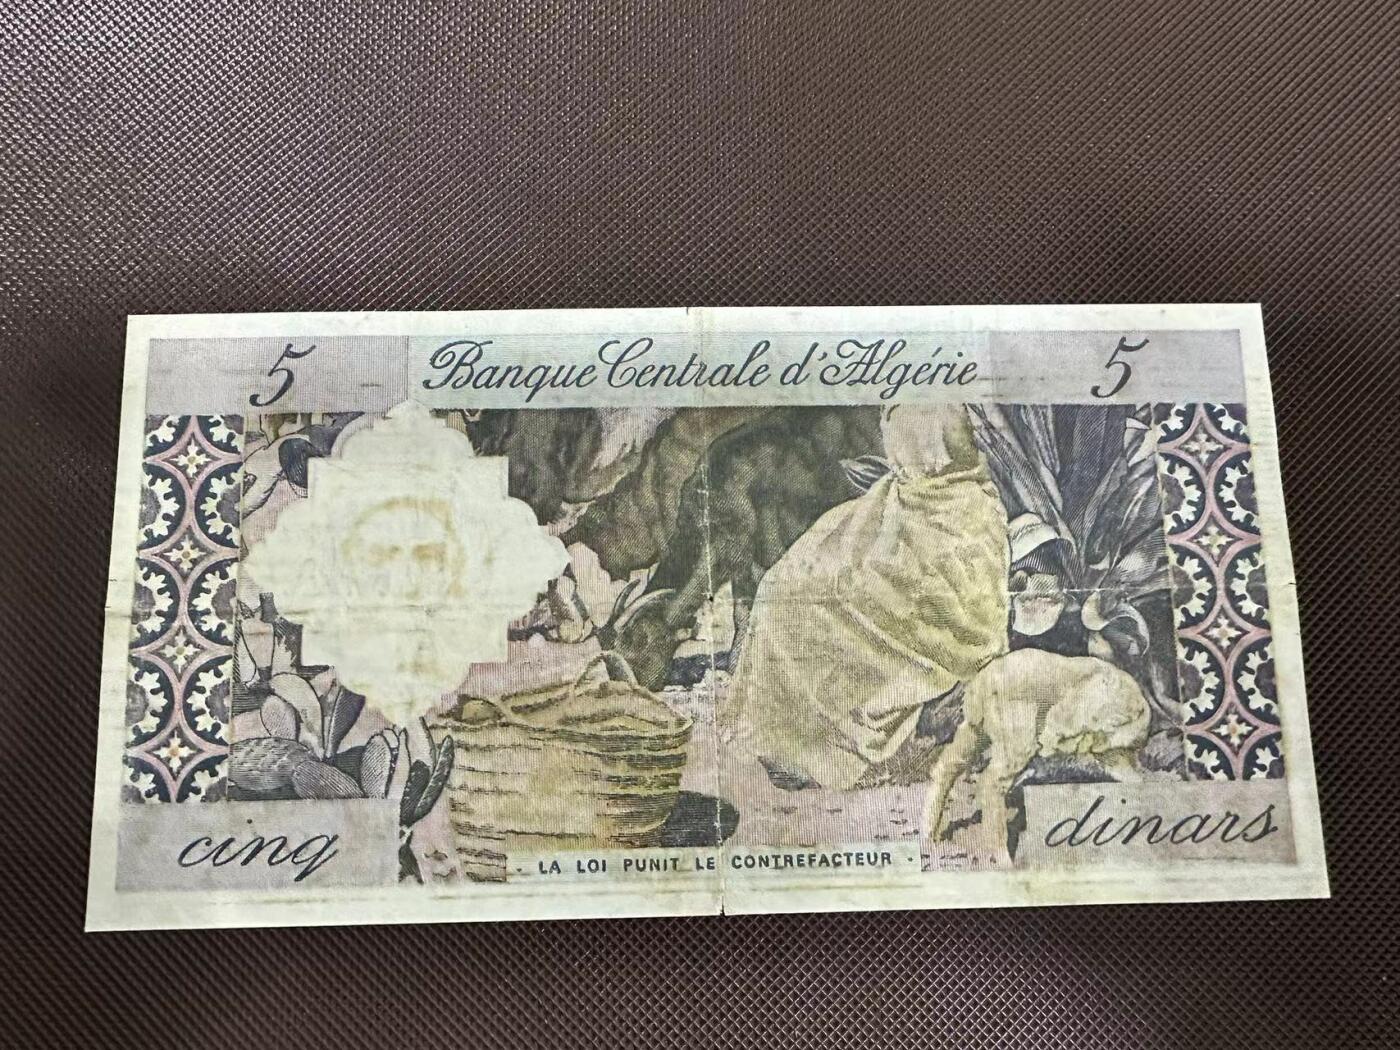 5 Banque Centrale d'Algérie 5
cinq
dinars
- LA LOI PUNIT LE CONTREFACTEUR -